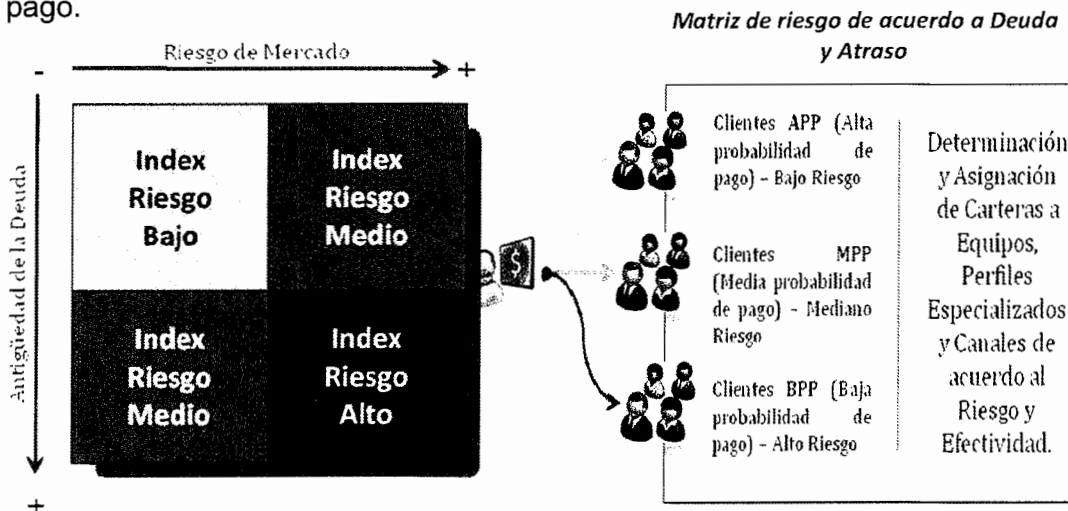 pago.
Riesgo de Mercado
-
+
Antigüedad de la Deuda
+
Index
Riesgo
Bajo
Index
Riesgo
Medio
Index
Riesgo
Medio
Index
Riesgo
Alto
$
Matriz de riesgo de acuerdo a Deuda
y Atraso
Clientes APP (Alta
probabilidad de
pago) – Bajo Riesgo
Clientes MPP
(Media probabilidad
de pago) – Mediano
Riesgo
Clientes BPP (Baja
probabilidad de
pago) – Alto Riesgo
Determinación
y Asignación
de Carteras a
Equipos,
Perfiles
Especializados
y Canales de
acuerdo al
Riesgo y
Efectividad.